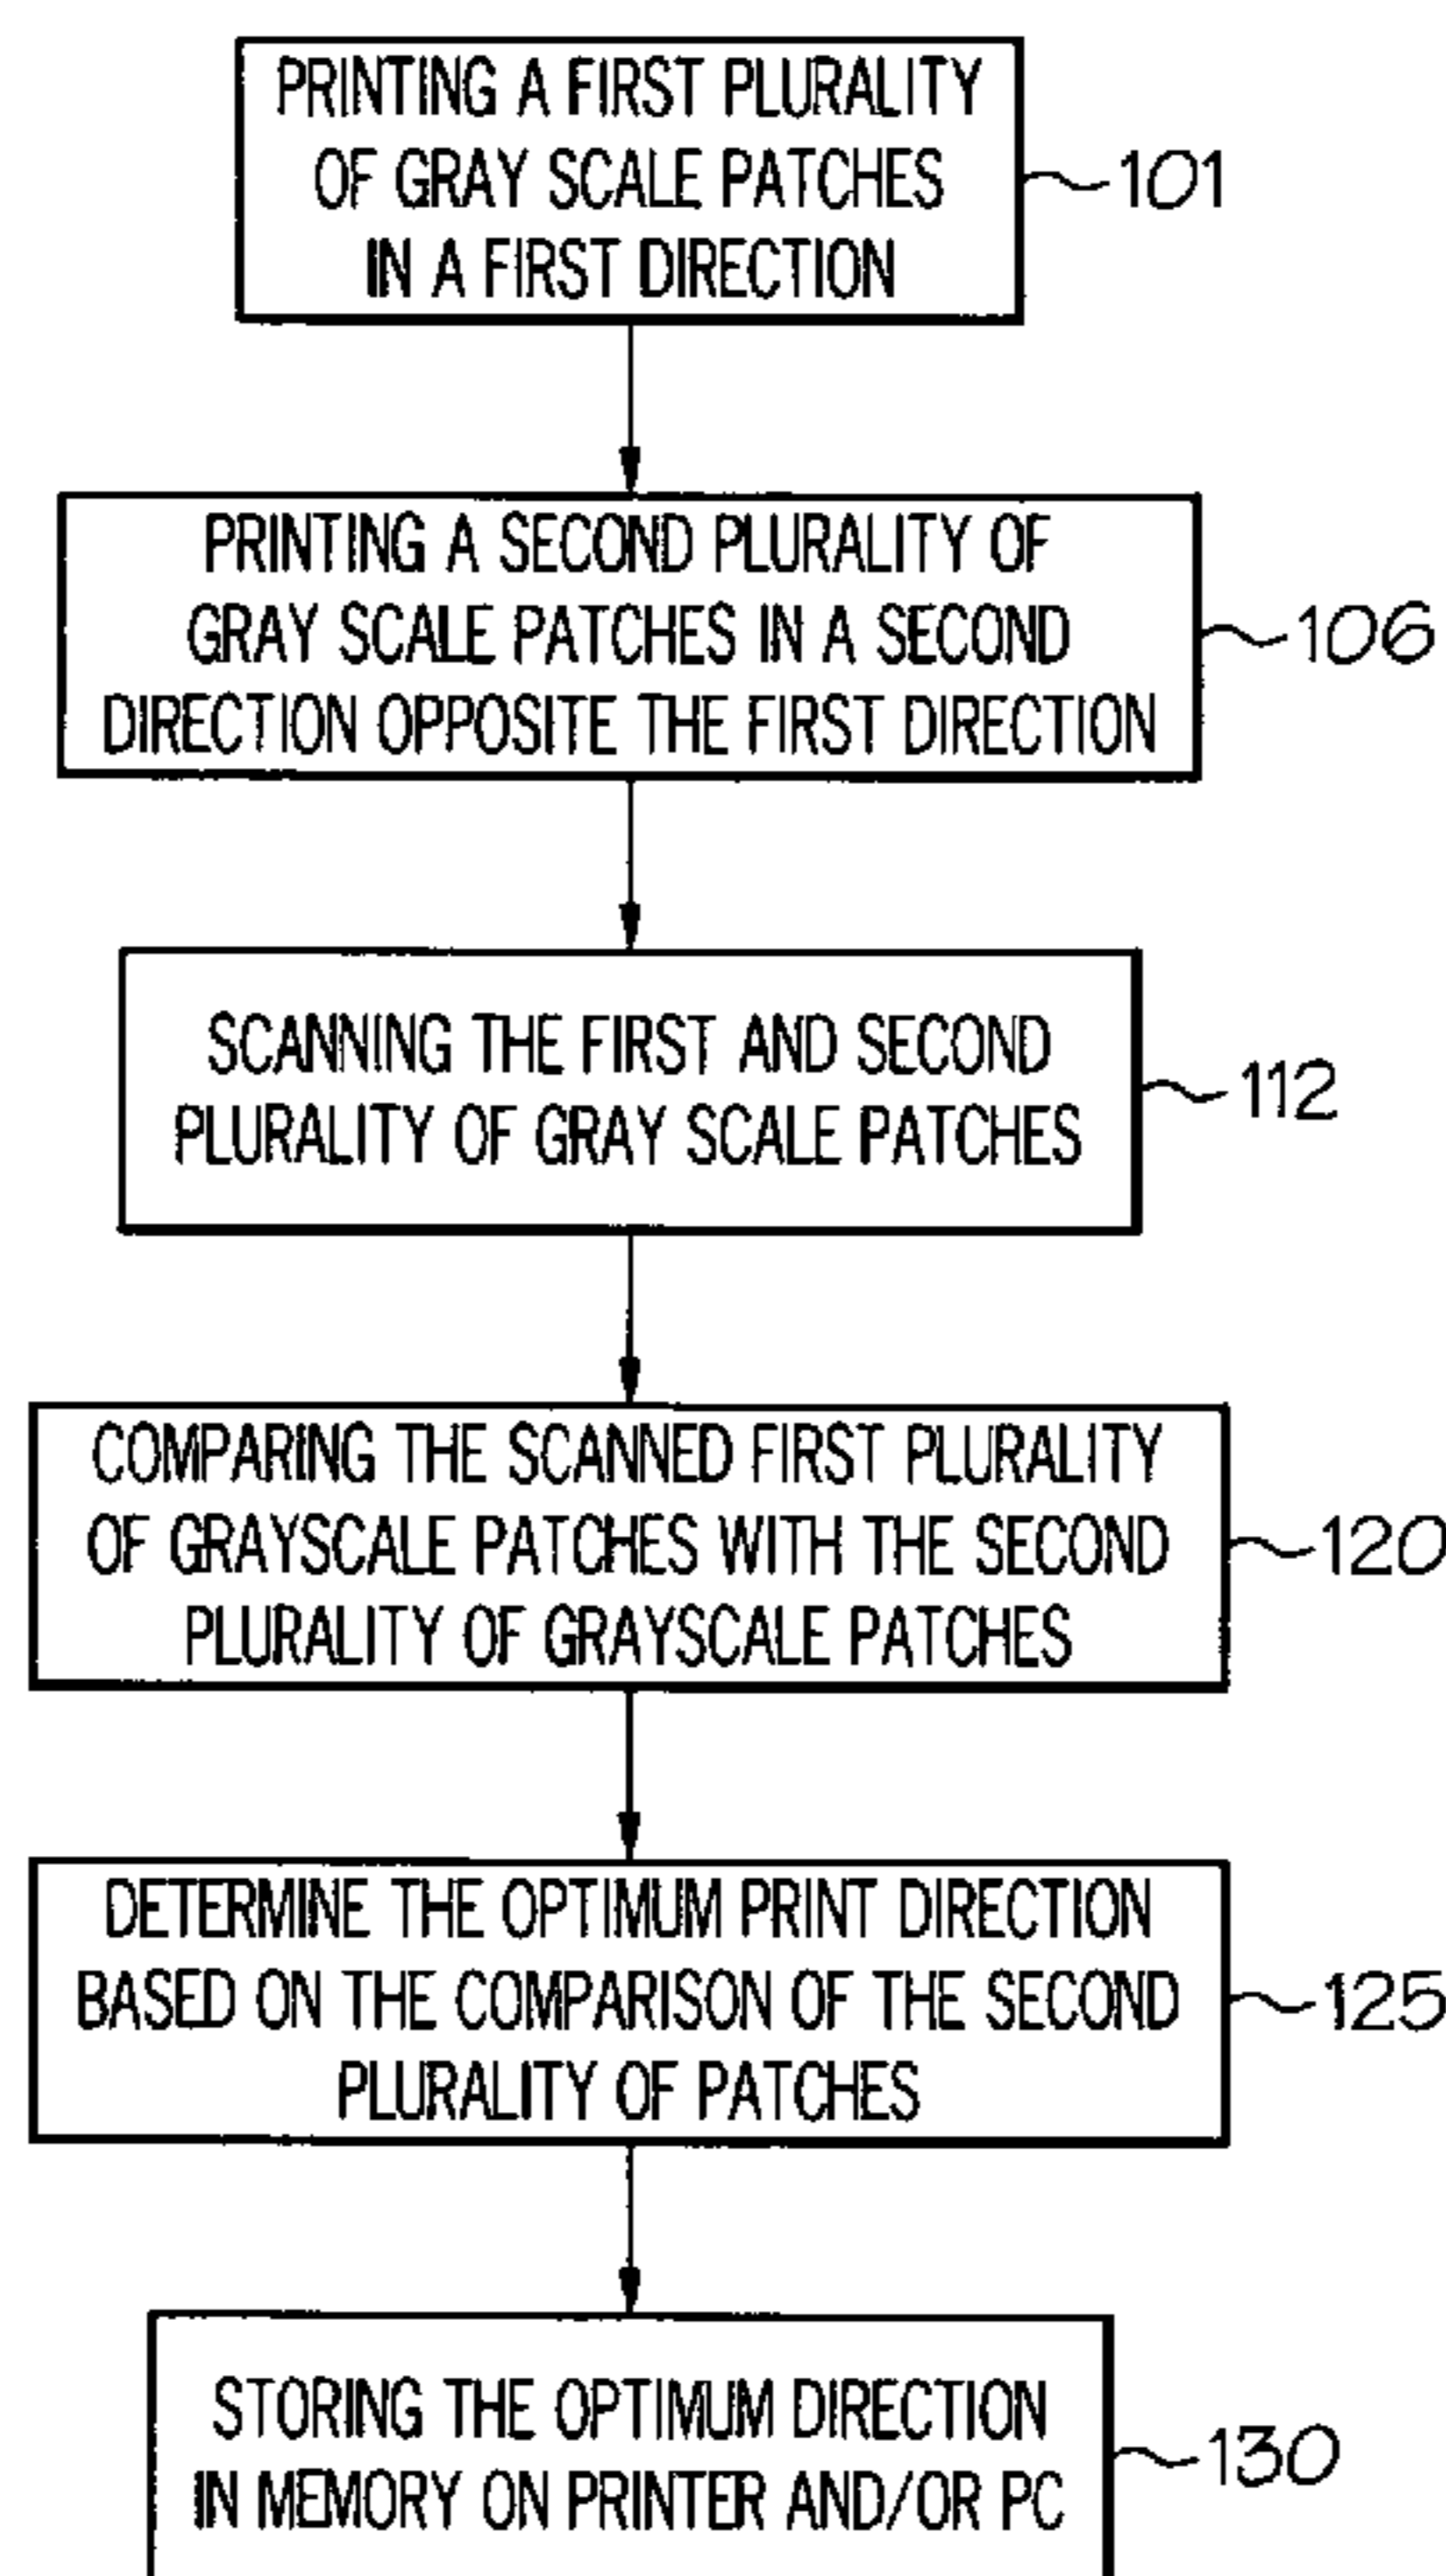 PRINTING A FIRST PLURALITY
OF GRAY SCALE PATCHES
IN A FIRST DIRECTION
101
PRINTING A SECOND PLURALITY OF
GRAY SCALE PATCHES IN A SECOND
DIRECTION OPPOSITE THE FIRST DIRECTION
106
SCANNING THE FIRST AND SECOND
PLURALITY OF GRAY SCALE PATCHES
112
COMPARING THE SCANNED FIRST PLURALITY
OF GRAYSCALE PATCHES WITH THE SECOND
PLURALITY OF GRAYSCALE PATCHES
120
DETERMINE THE OPTIMUM PRINT DIRECTION
BASED ON THE COMPARISON OF THE SECOND
PLURALITY OF PATCHES
125
STORING THE OPTIMUM DIRECTION
IN MEMORY ON PRINTER AND/OR PC
130